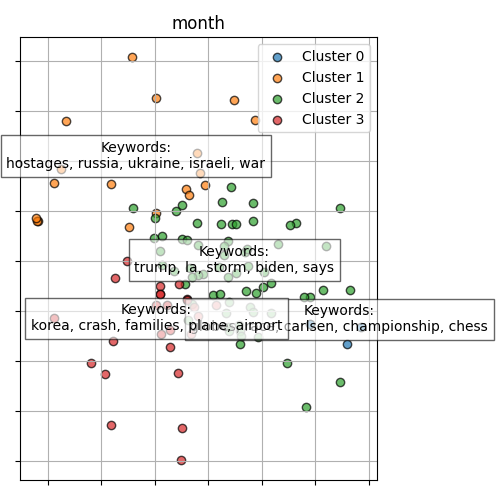 month
Cluster 0
Cluster 1
Cluster 2
Cluster 3
Keywords:
hostages, russia, ukraine, israeli, war
Keywords:
trump, la, storm, biden, says
Keywords:
korea, crash, families, plane, airport
Keywords:
carlsen, championship, chess